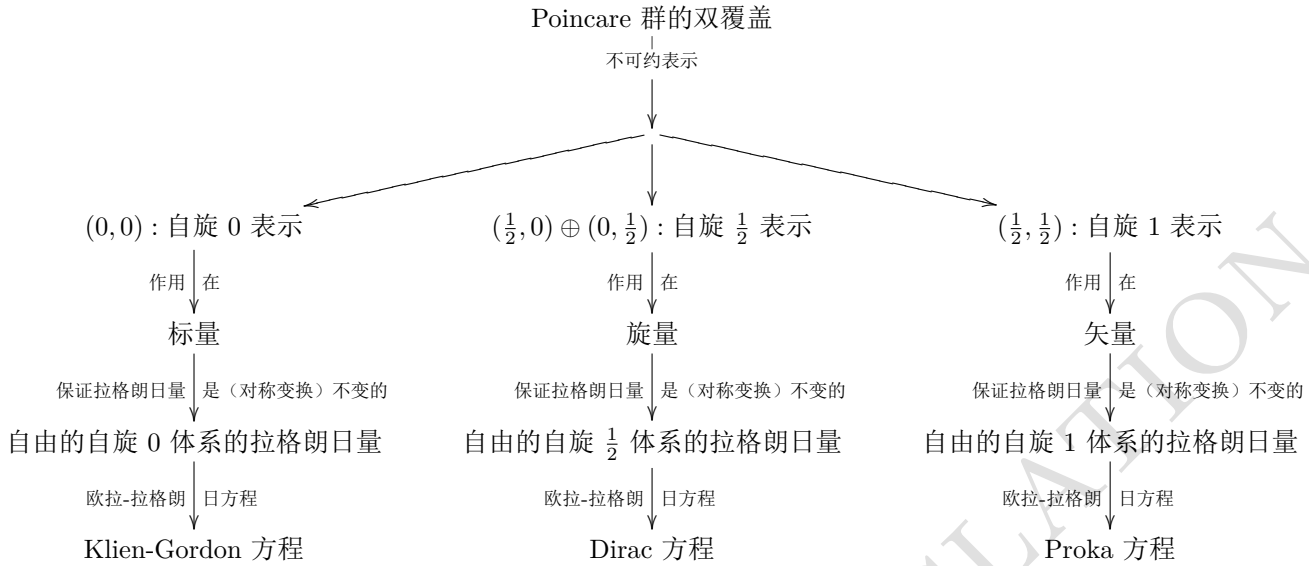 Poincare 群的双覆盖
不可约表示
(0, 0) : 自旋 0 表示
(1/2, 0) ⊕ (0, 1/2) : 自旋 1/2 表示
(1/2, 1/2) : 自旋 1 表示
作用 在
作用 在
作用 在
标量
旋量
矢量
保证拉格朗日量 是（对称变换）不变的
保证拉格朗日量 是（对称变换）不变的
保证拉格朗日量 是（对称变换）不变的
自由的自旋 0 体系的拉格朗日量
自由的自旋 1/2 体系的拉格朗日量
自由的自旋 1 体系的拉格朗日量
欧拉-拉格朗 日方程
欧拉-拉格朗 日方程
欧拉-拉格朗 日方程
Klien-Gordon 方程
Dirac 方程
Proka 方程
LATION